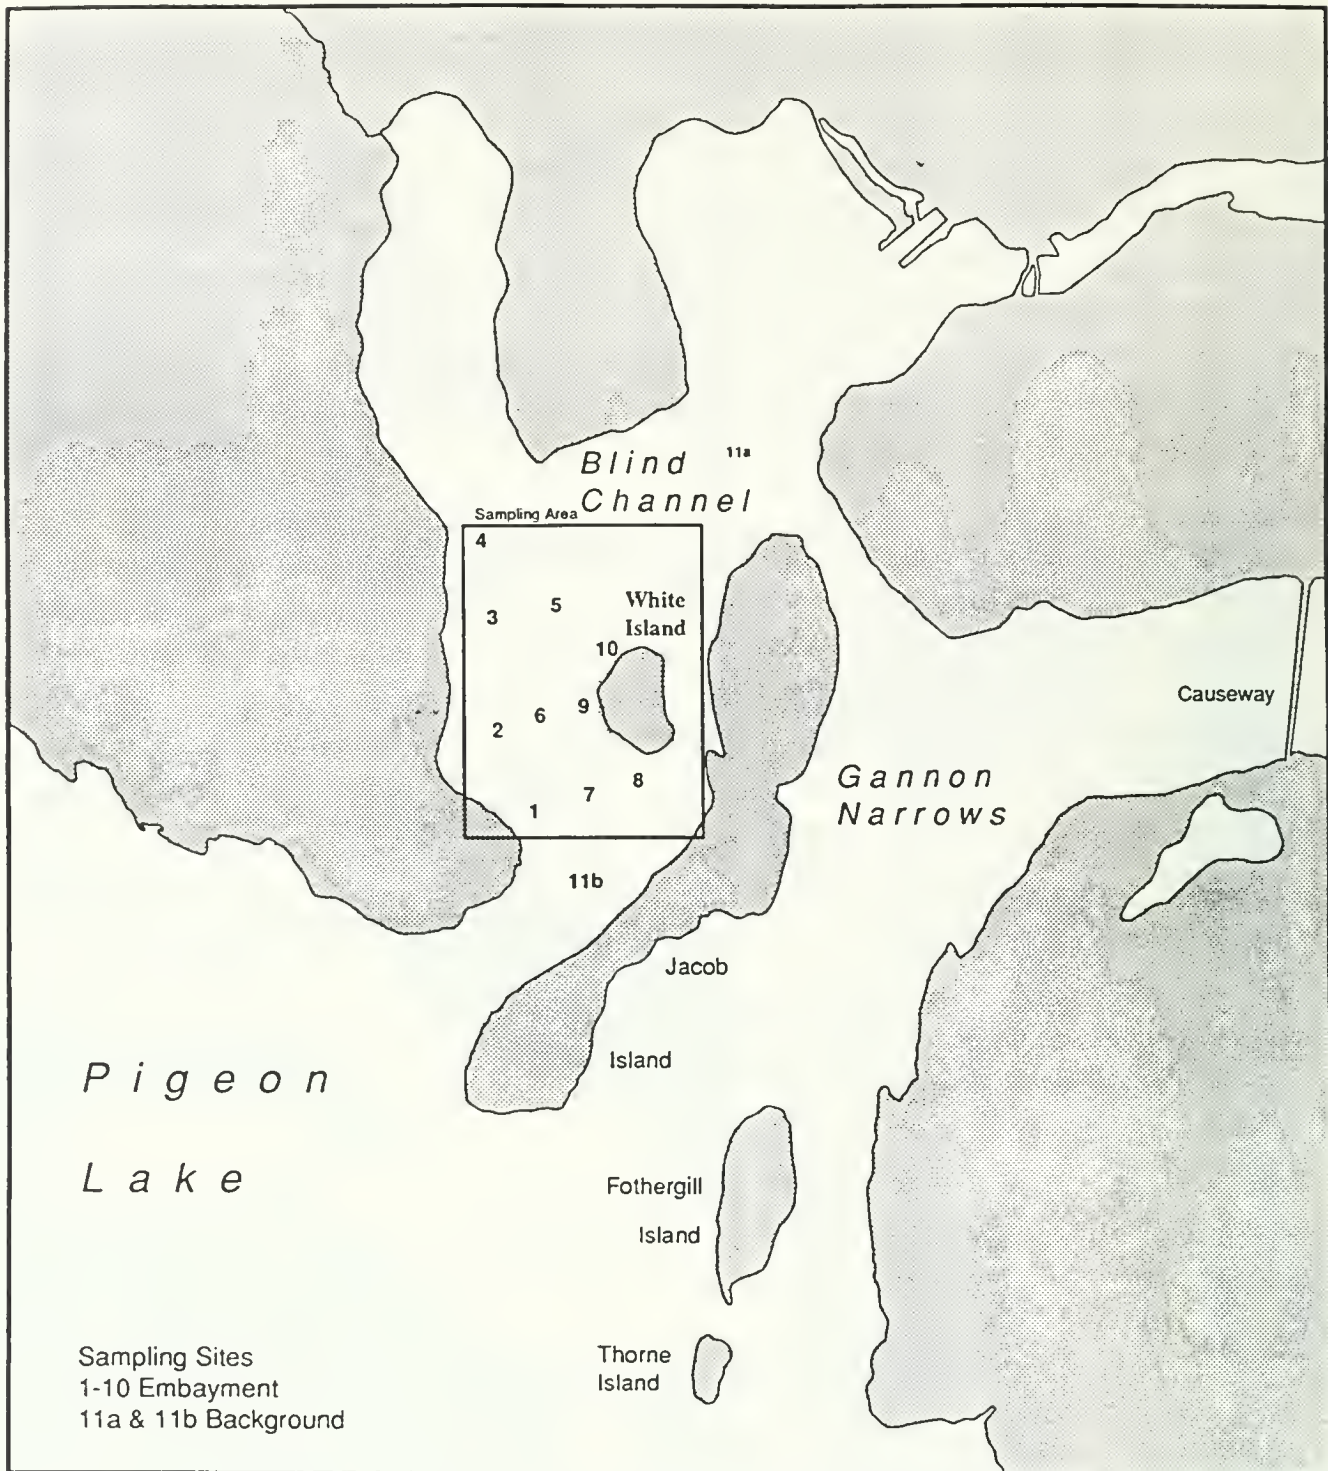 Blind
Channel
11a
Sampling Area
4
3
5
White
Island
10
2
6
9
8
1
7
11b
Causeway
Gannon
Narrows
Jacob
Island
Pigeon
Lake
Fothergill
Island
Thorne
Island
Sampling Sites
1-10 Embayment
11a & 11b Background